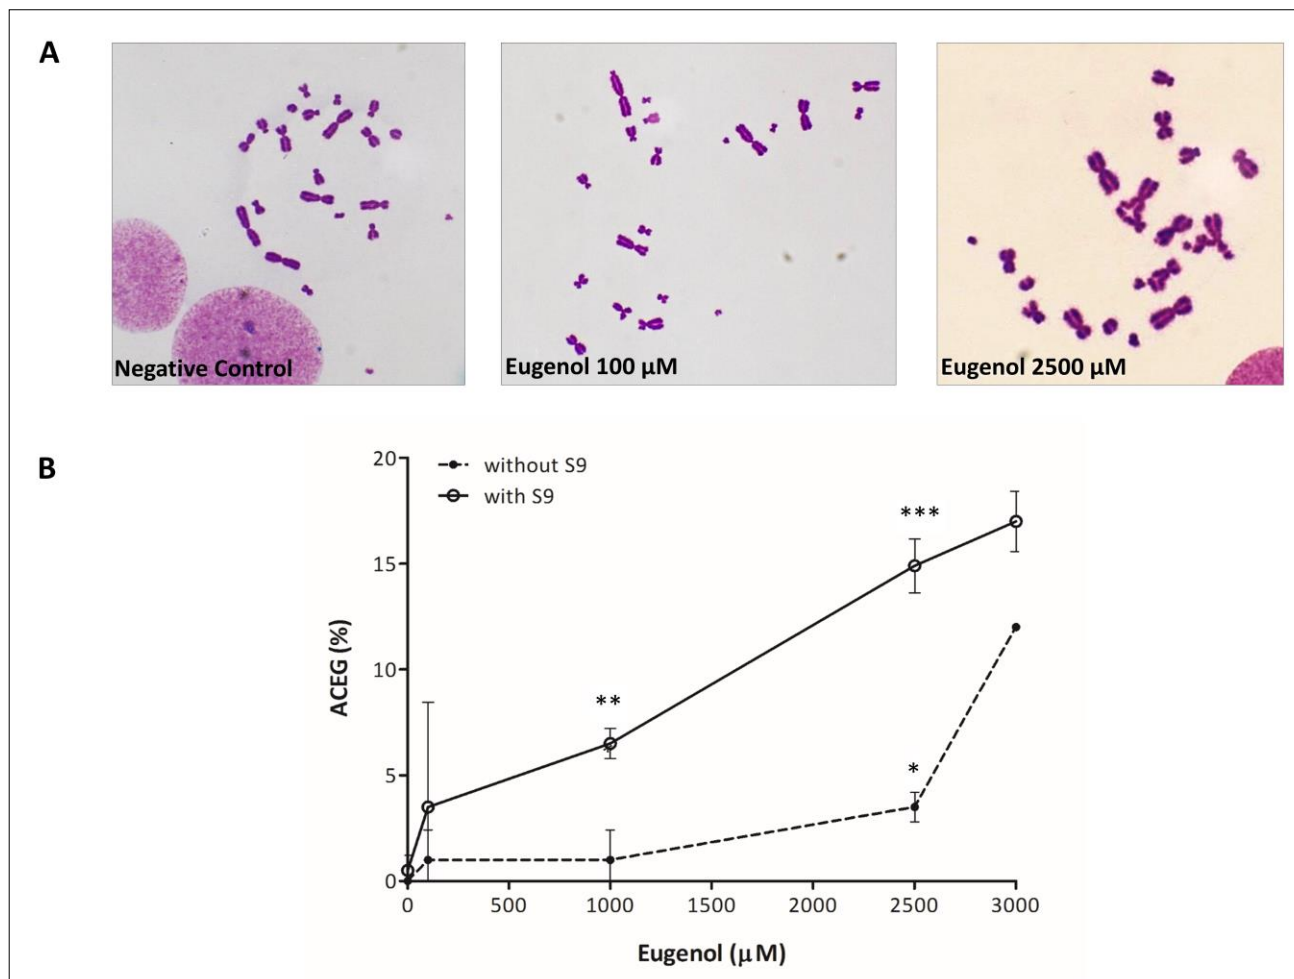 A
Negative Control
Eugenol 100 μM
Eugenol 2500 μM
B
without S9
with S9
20
15
10
5
0
ACEG (%)
**
***
*
0 500 1000 1500 2000 2500 3000
Eugenol (μM)